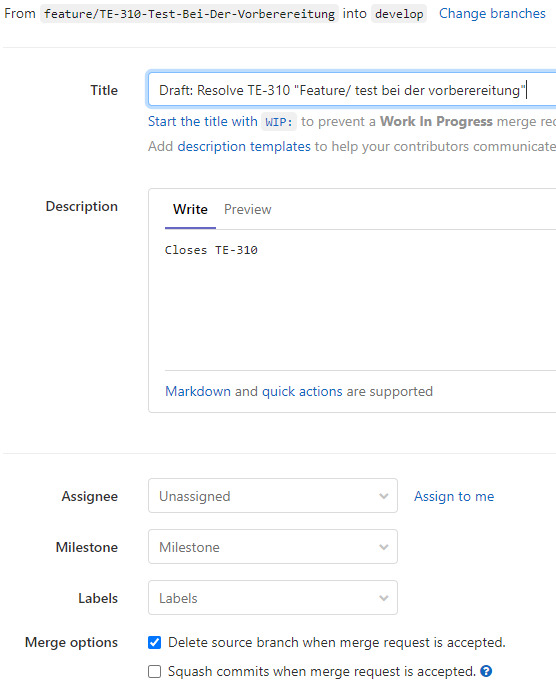 From feature/TE-310-Test-Bei-Der-Vorberereitung into develop Change branches
Title
Draft: Resolve TE-310 "Feature/ test bei der vorberereitung"
Start the title with WIP: to prevent a Work In Progress merge req
Add description templates to help your contributors communicate
Description
Write Preview
Closes TE-310
Markdown and quick actions are supported
Assignee Unassigned Assign to me
Milestone Milestone
Labels Labels
Merge options Delete source branch when merge request is accepted.
Squash commits when merge request is accepted. ?